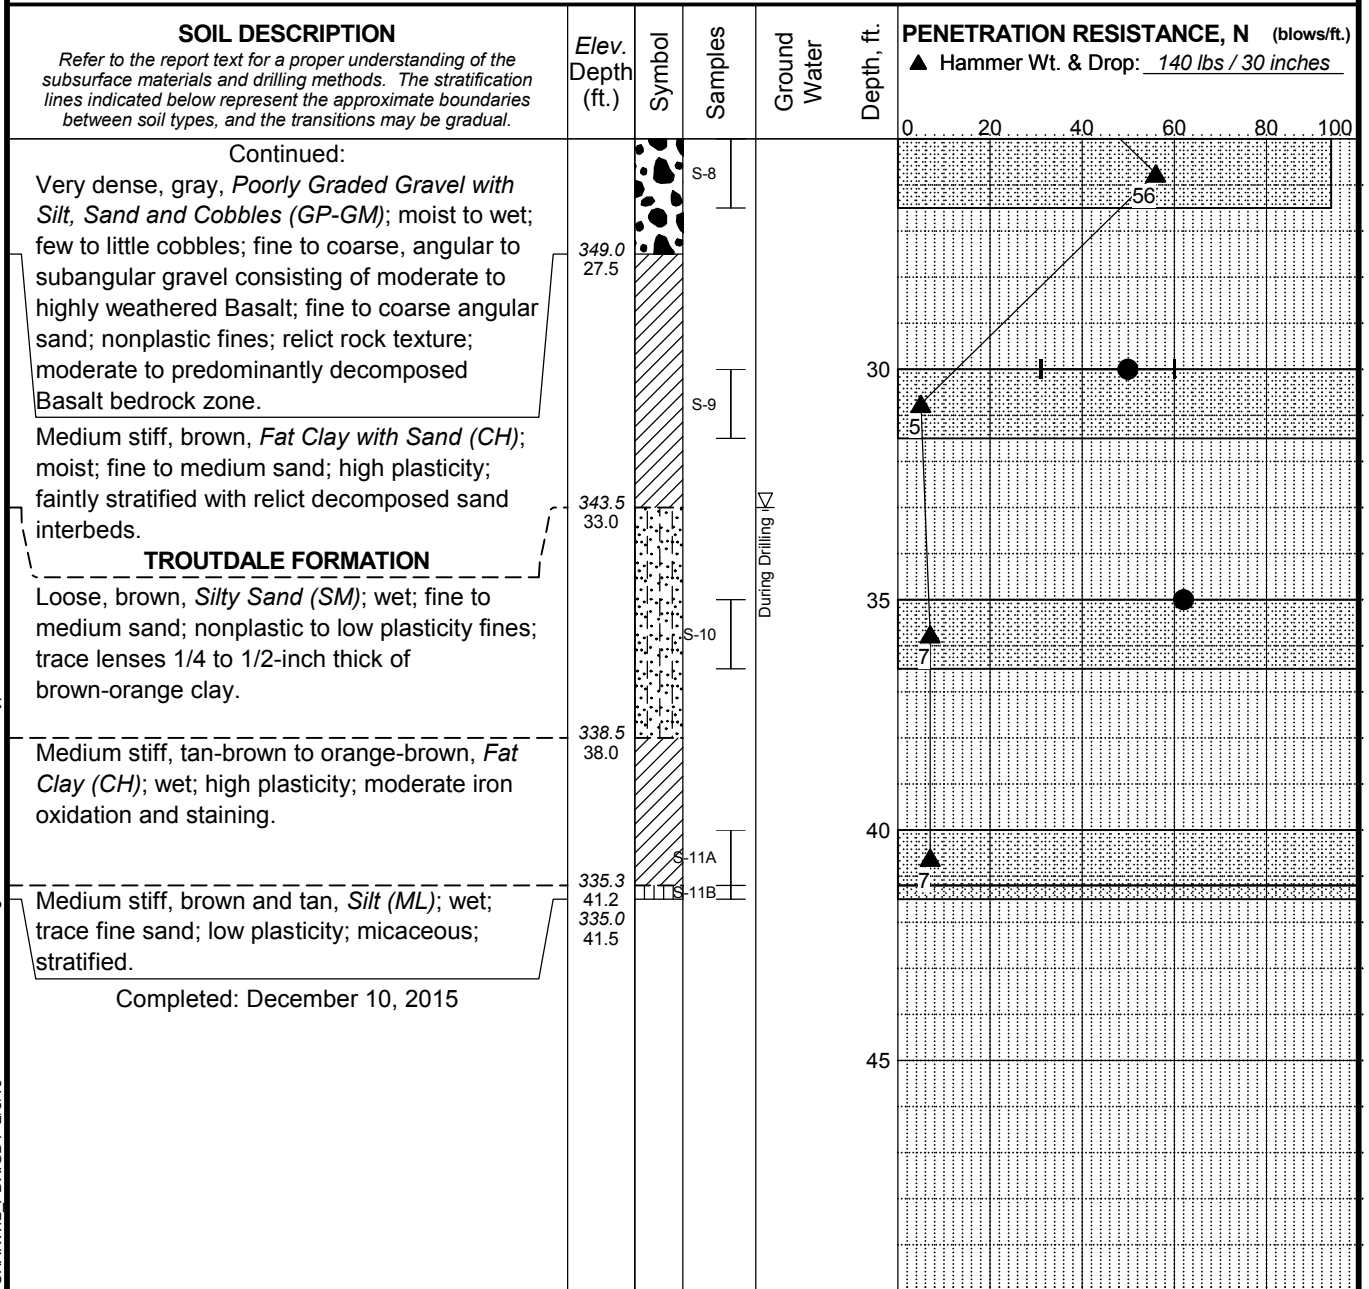 SOIL DESCRIPTION
Refer to the report text for a proper understanding of the
subsurface materials and drilling methods. The stratification
lines indicated below represent the approximate boundaries
between soil types, and the transitions may be gradual.
Elev.
Depth
(ft.)
Symbol
Samples
Ground
Water
Depth, ft.
PENETRATION RESISTANCE, N (blows/ft.)
▲ Hammer Wt. & Drop: 140 lbs / 30 inches
0 20 40 60 80 100
Continued:
Very dense, gray, Poorly Graded Gravel with
Silt, Sand and Cobbles (GP-GM); moist to wet;
few to little cobbles; fine to coarse, angular to
subangular gravel consisting of moderate to
highly weathered Basalt; fine to coarse angular
sand; nonplastic fines; relict rock texture;
moderate to predominantly decomposed
Basalt bedrock zone.
Medium stiff, brown, Fat Clay with Sand (CH);
moist; fine to medium sand; high plasticity;
faintly stratified with relict decomposed sand
interbeds.
TROUTDALE FORMATION
Loose, brown, Silty Sand (SM); wet; fine to
medium sand; nonplastic to low plasticity fines;
trace lenses 1/4 to 1/2-inch thick of
brown-orange clay.
Medium stiff, tan-brown to orange-brown, Fat
Clay (CH); wet; high plasticity; moderate iron
oxidation and staining.
Medium stiff, brown and tan, Silt (ML); wet;
trace fine sand; low plasticity; micaceous;
stratified.
Completed: December 10, 2015
349.0
27.5
343.5
33.0
338.5
38.0
335.3
41.2
335.0
41.5
S-8
S-9
S-10
S-11A
S-11B
During Drilling
30
35
40
45
56
5
7
7